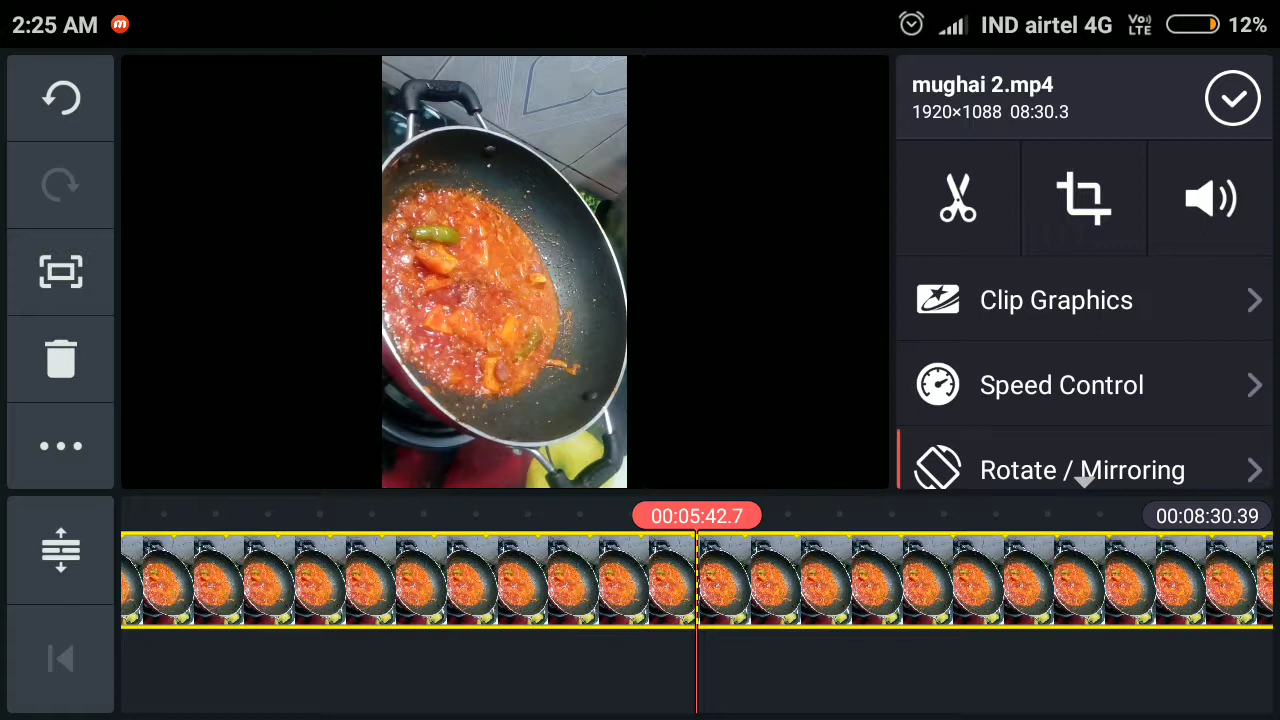 2:25 AM m IND airtel 4G Vo)) LTE 12%
mughai 2.mp4
1920×1088 08:30.3
Clip Graphics
Speed Control
Rotate / Mirroring
00:05:42.7
00:08:30.39